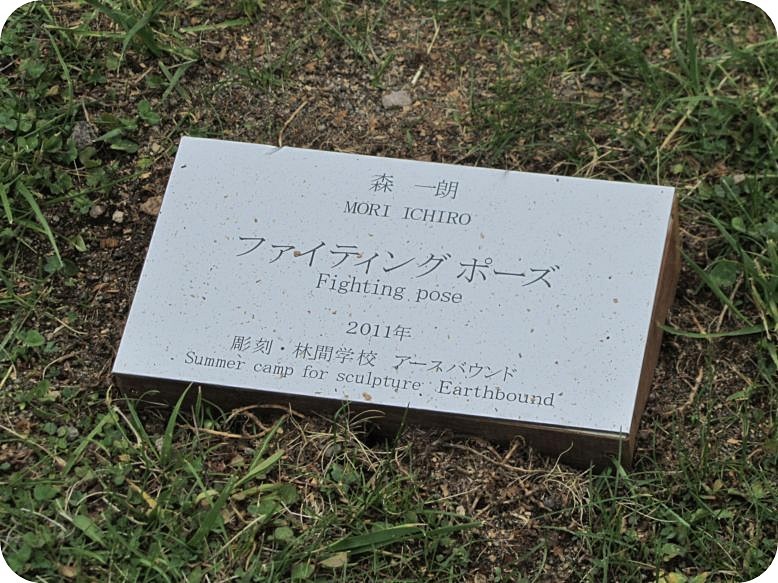 森 一朗
MORI ICHIRO
ファイティング ポーズ
Fighting pose
2011年
彫刻・林間学校 アースバウンド
Summer camp for sculpture Earthbound